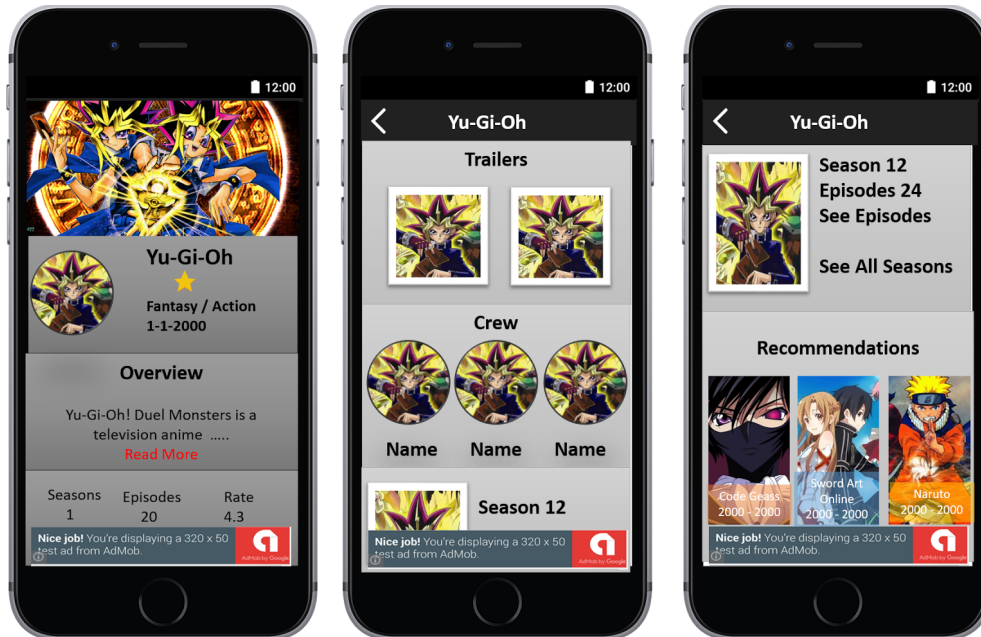 12:00
Yu-Gi-Oh
Fantasy / Action
1-1-2000
Overview
Yu-Gi-Oh! Duel Monsters is a
television anime .....
Read More
Seasons Episodes Rate
1 20 4.3
Nice job! You're displaying a 320 x 50
test ad from AdMob.
AdMob by Google
12:00
Yu-Gi-Oh
Trailers
Crew
Name Name Name
Season 12
Nice job! You're displaying a 320 x 50
test ad from AdMob.
AdMob by Google
12:00
Yu-Gi-Oh
Season 12
Episodes 24
See Episodes
See All Seasons
Recommendations
Code Geass
2000 - 2000
Sword Art
Online
2000 - 2000
Naruto
2000 - 2000
Nice job! You're displaying a 320 x 50
test ad from AdMob.
AdMob by Google